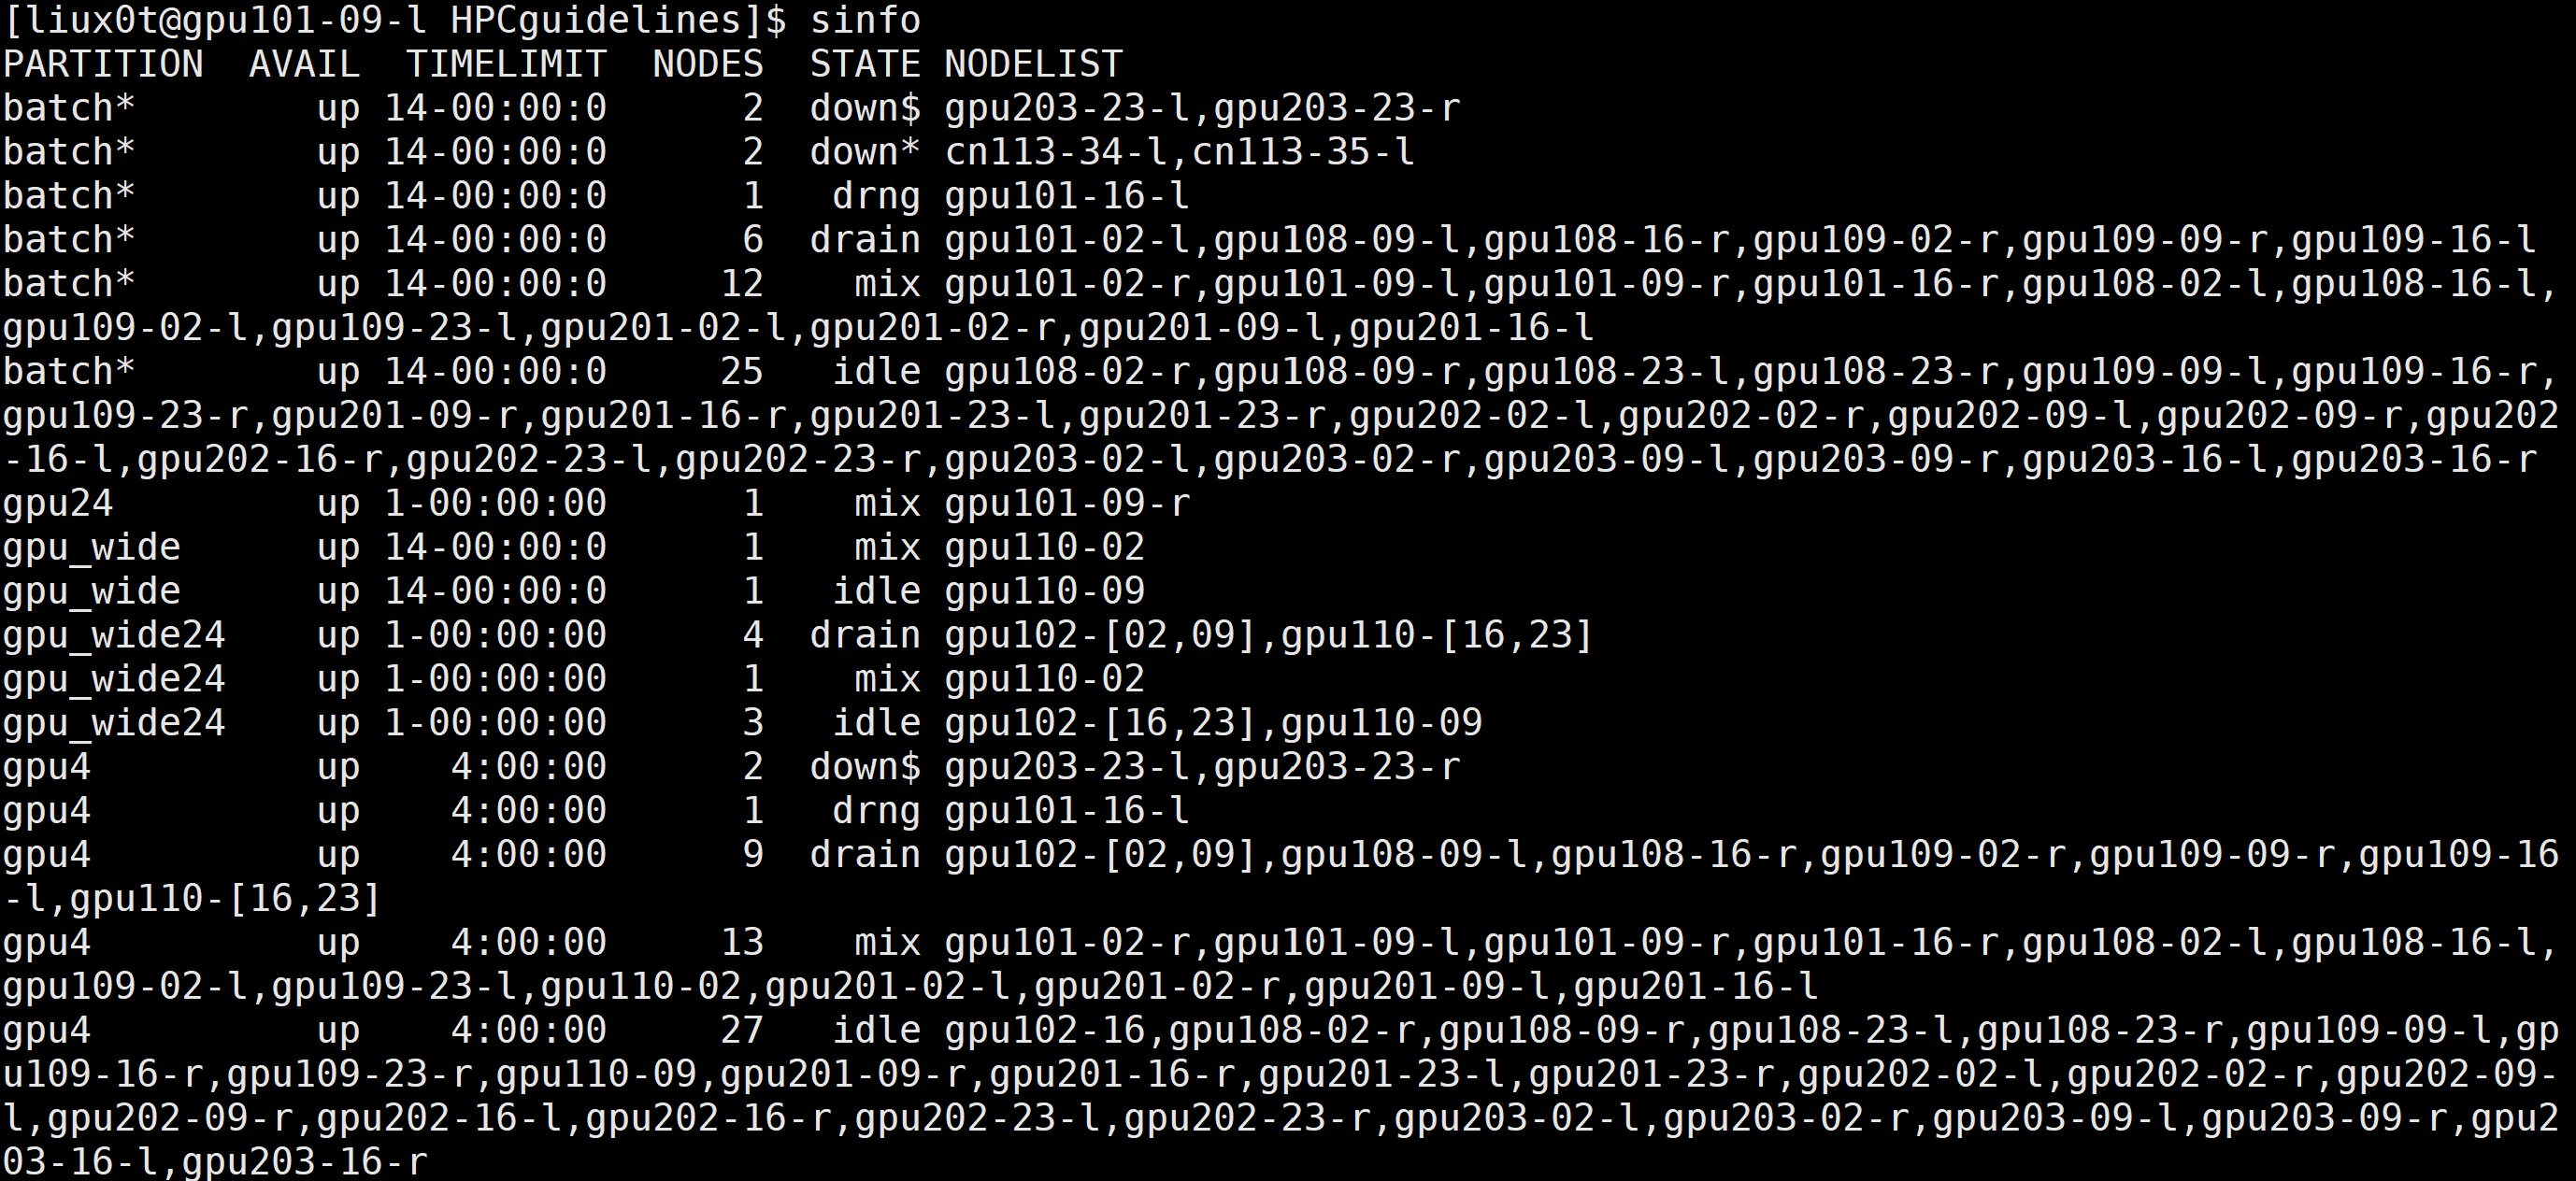 [liux0t@gpu101-09-l HPCguidelines]$ sinfo
PARTITION  AVAIL  TIMELIMIT  NODES  STATE NODELIST
batch*        up 14-00:00:0      2  down$ gpu203-23-l,gpu203-23-r
batch*        up 14-00:00:0      2  down* cn113-34-l,cn113-35-l
batch*        up 14-00:00:0      1   drng gpu101-16-l
batch*        up 14-00:00:0      6  drain gpu101-02-l,gpu108-09-l,gpu108-16-r,gpu109-02-r,gpu109-09-r,gpu109-16-l
batch*        up 14-00:00:0     12    mix gpu101-02-r,gpu101-09-l,gpu101-09-r,gpu101-16-r,gpu108-02-l,gpu108-16-l,
gpu109-02-l,gpu109-23-l,gpu201-02-l,gpu201-02-r,gpu201-09-l,gpu201-16-l
batch*        up 14-00:00:0     25   idle gpu108-02-r,gpu108-09-r,gpu108-23-l,gpu108-23-r,gpu109-09-l,gpu109-16-r,
gpu109-23-r,gpu201-09-r,gpu201-16-r,gpu201-23-l,gpu201-23-r,gpu202-02-l,gpu202-02-r,gpu202-09-l,gpu202-09-r,gpu202
-16-l,gpu202-16-r,gpu202-23-l,gpu202-23-r,gpu203-02-l,gpu203-02-r,gpu203-09-l,gpu203-09-r,gpu203-16-l,gpu203-16-r
gpu24         up 1-00:00:00      1    mix gpu101-09-r
gpu_wide      up 14-00:00:0      1    mix gpu110-02
gpu_wide      up 14-00:00:0      1   idle gpu110-09
gpu_wide24    up 1-00:00:00      4  drain gpu102-[02,09],gpu110-[16,23]
gpu_wide24    up 1-00:00:00      1    mix gpu110-02
gpu_wide24    up 1-00:00:00      3   idle gpu102-[16,23],gpu110-09
gpu4          up    4:00:00      2  down$ gpu203-23-l,gpu203-23-r
gpu4          up    4:00:00      1   drng gpu101-16-l
gpu4          up    4:00:00      9  drain gpu102-[02,09],gpu108-09-l,gpu108-16-r,gpu109-02-r,gpu109-09-r,gpu109-16
-l,gpu110-[16,23]
gpu4          up    4:00:00     13    mix gpu101-02-r,gpu101-09-l,gpu101-09-r,gpu101-16-r,gpu108-02-l,gpu108-16-l,
gpu109-02-l,gpu109-23-l,gpu110-02,gpu201-02-l,gpu201-02-r,gpu201-09-l,gpu201-16-l
gpu4          up    4:00:00     27   idle gpu102-16,gpu108-02-r,gpu108-09-r,gpu108-23-l,gpu108-23-r,gpu109-09-l,gp
u109-16-r,gpu109-23-r,gpu110-09,gpu201-09-r,gpu201-16-r,gpu201-23-l,gpu201-23-r,gpu202-02-l,gpu202-02-r,gpu202-09-
l,gpu202-09-r,gpu202-16-l,gpu202-16-r,gpu202-23-l,gpu202-23-r,gpu203-02-l,gpu203-02-r,gpu203-09-l,gpu203-09-r,gpu2
03-16-l,gpu203-16-r